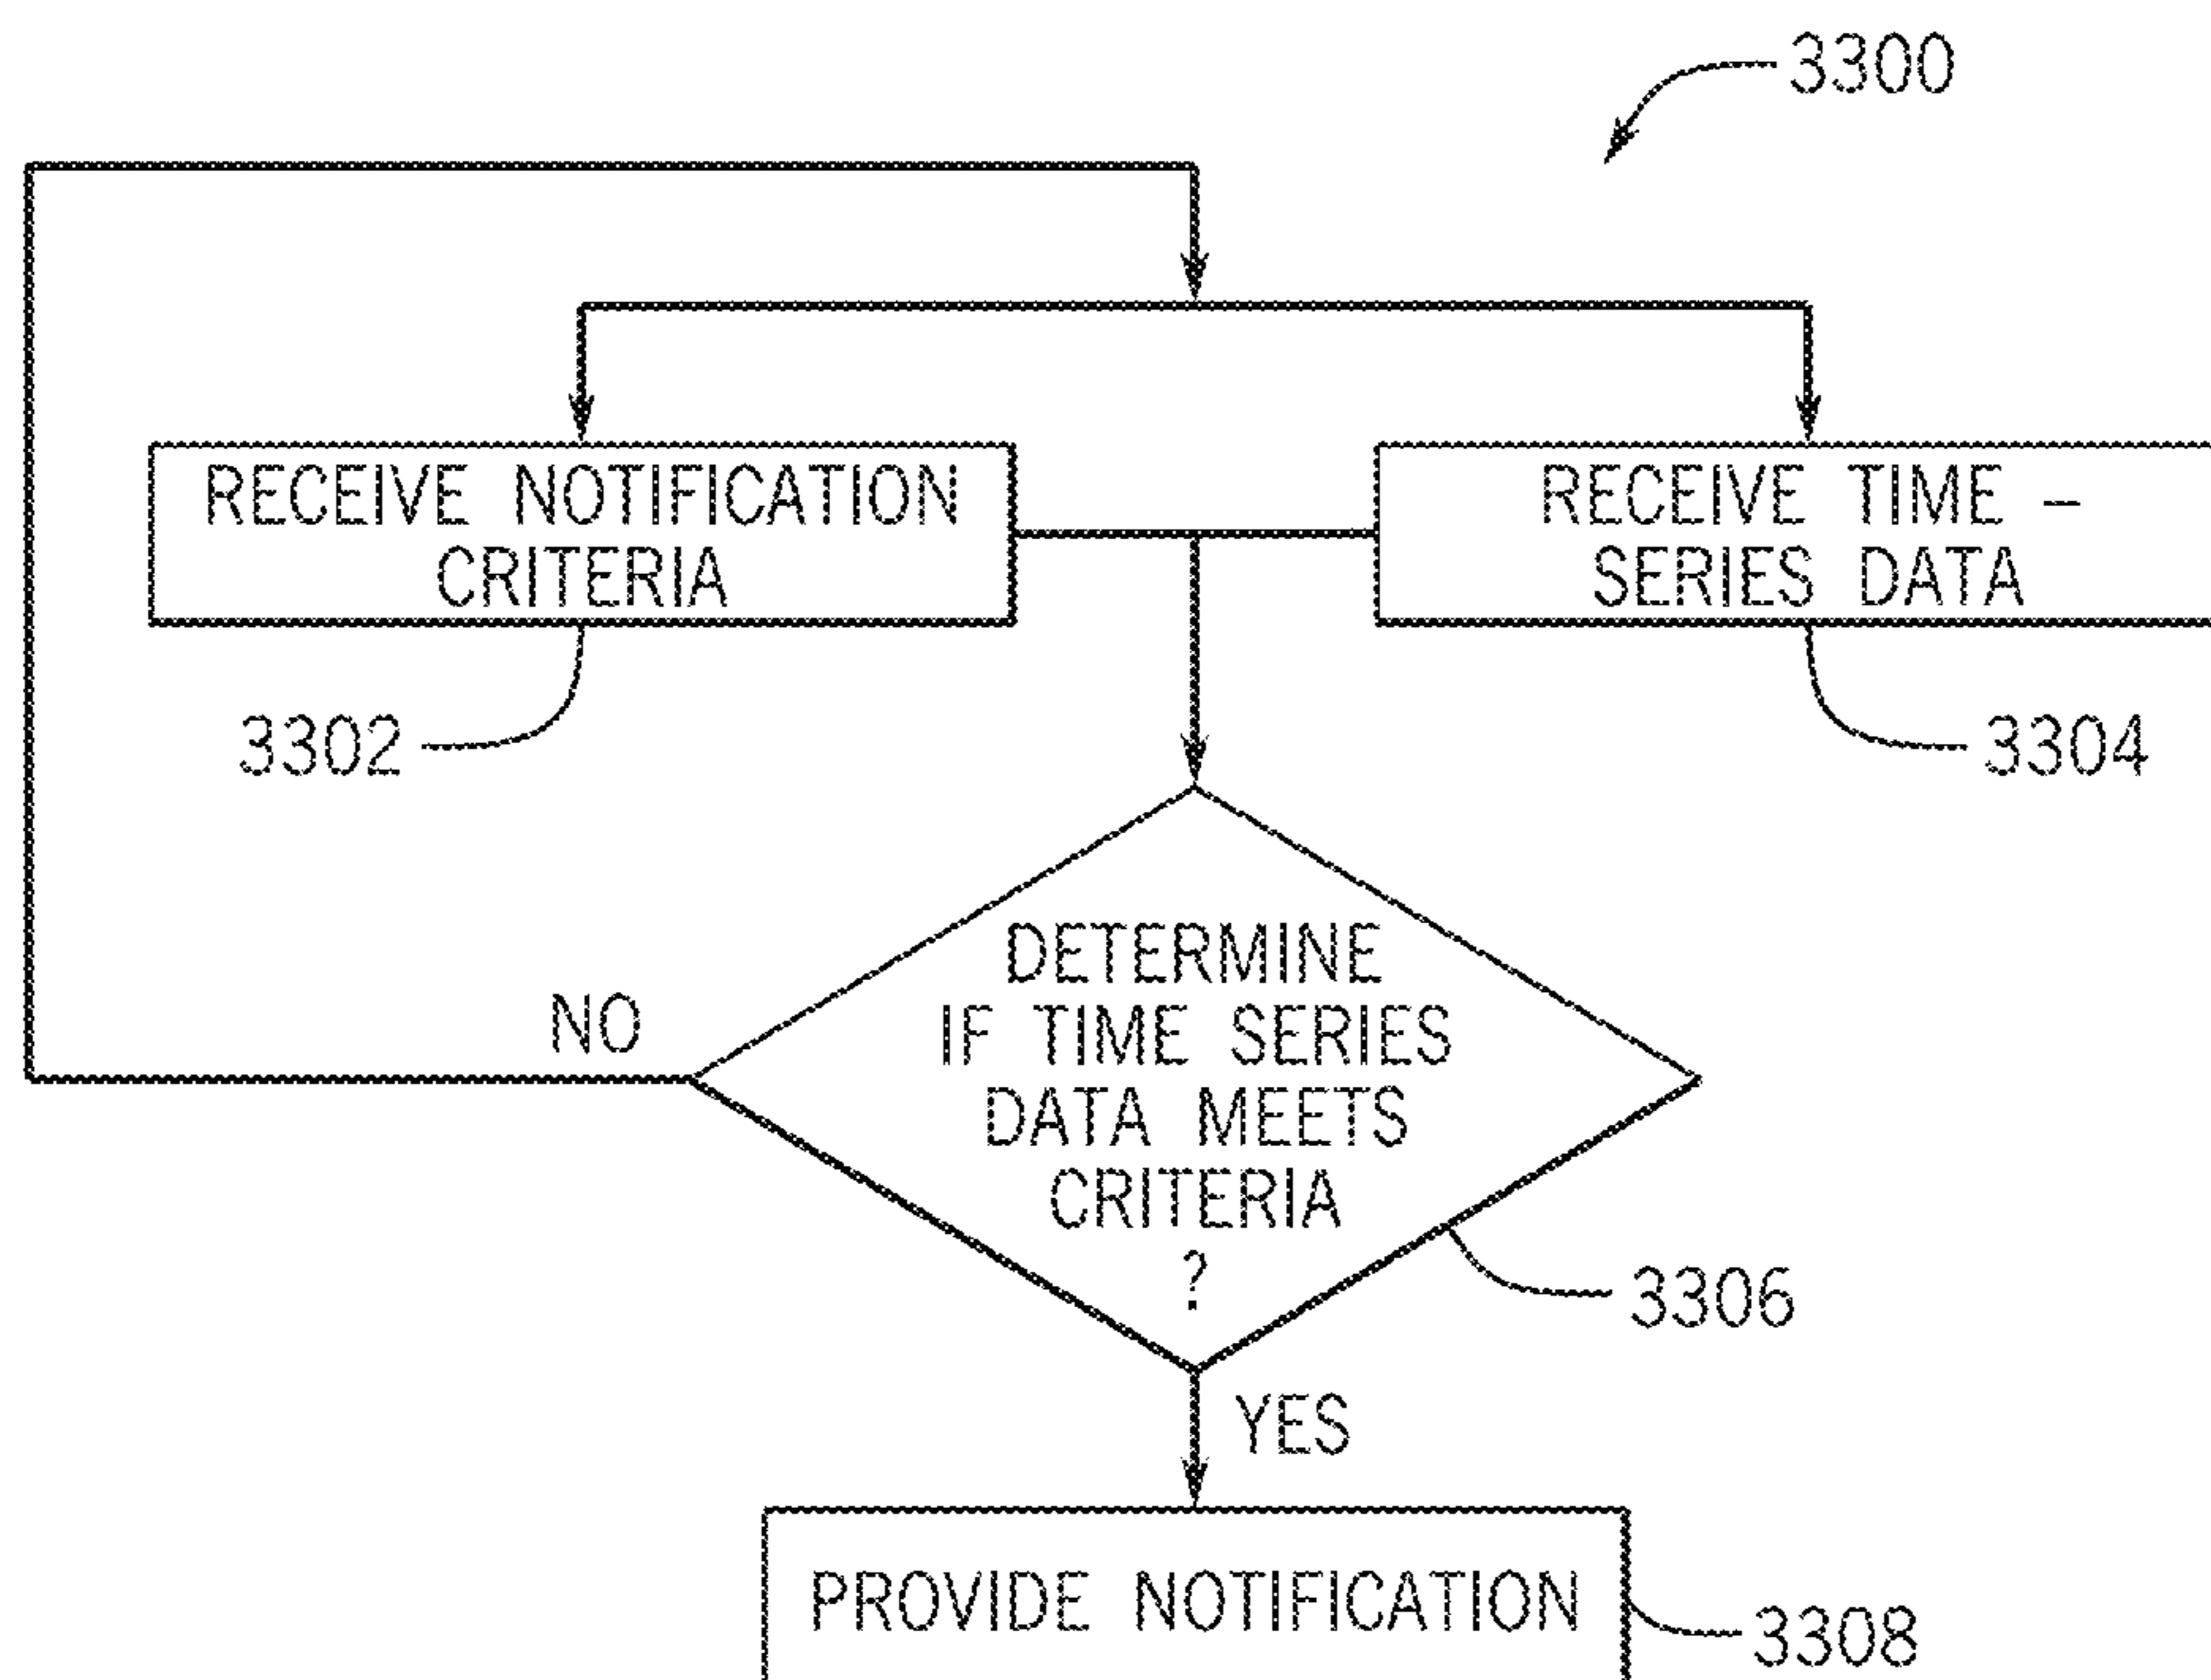 3300
RECEIVE NOTIFICATION
CRITERIA
RECEIVE TIME –
SERIES DATA
3302
3304
DETERMINE
IF TIME SERIES
DATA MEETS
CRITERIA
?
NO
3306
YES
PROVIDE NOTIFICATION
3308